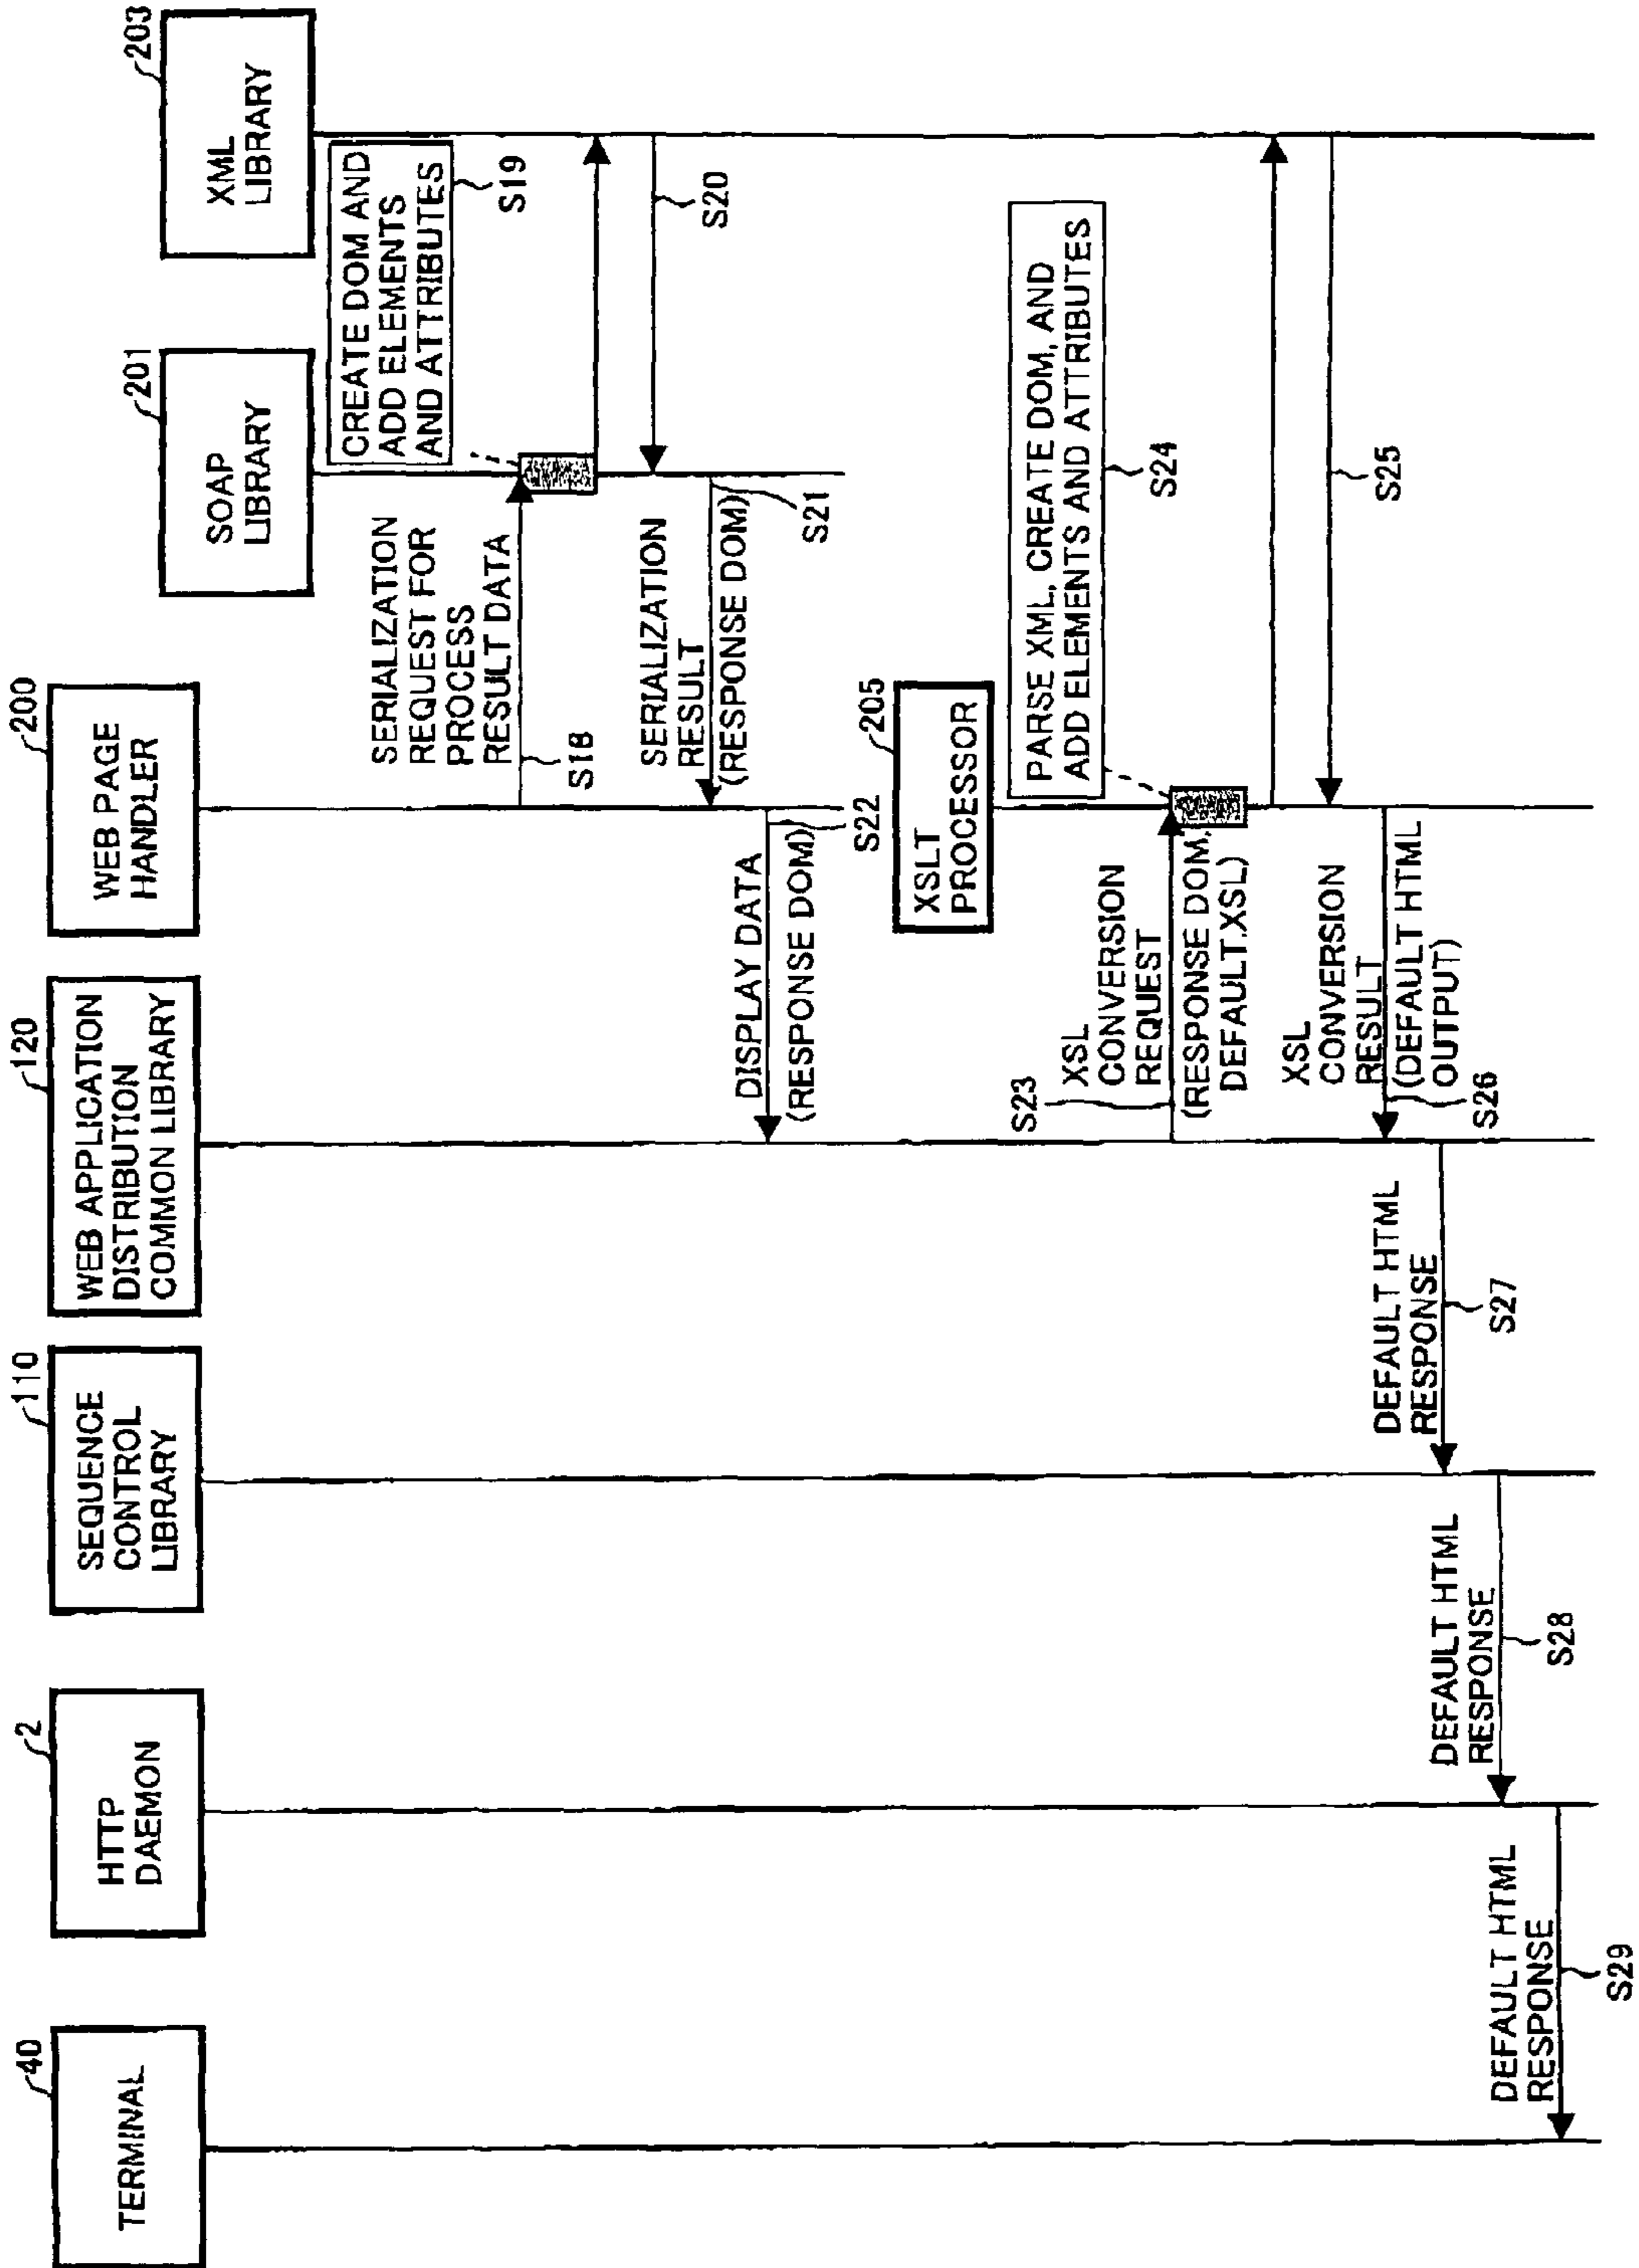 40
TERMINAL
2
HTTP
DAEMON
110
SEQUENCE
CONTROL
LIBRARY
120
WEB APPLICATION
DISTRIBUTION
COMMON LIBRARY
200
WEB PAGE
HANDLER
201
SOAP
LIBRARY
203
XML
LIBRARY
SERIALIZATION
REQUEST FOR
PROCESS
RESULT DATA
S18
CREATE DOM AND
ADD ELEMENTS
AND ATTRIBUTES
S19
S20
SERIALIZATION
RESULT
(RESPONSE DOM)
S21
DISPLAY DATA
(RESPONSE DOM)
S22
205
XSLT
PROCESSOR
S23
XSL
CONVERSION
REQUEST
(RESPONSE DOM,
DEFAULT.XSL)
PARSE XML, CREATE DOM, AND
ADD ELEMENTS AND ATTRIBUTES
S24
S25
XSL
CONVERSION
RESULT
(DEFAULT HTML
OUTPUT)
S26
DEFAULT HTML
RESPONSE
S27
DEFAULT HTML
RESPONSE
S28
DEFAULT HTML
RESPONSE
S29